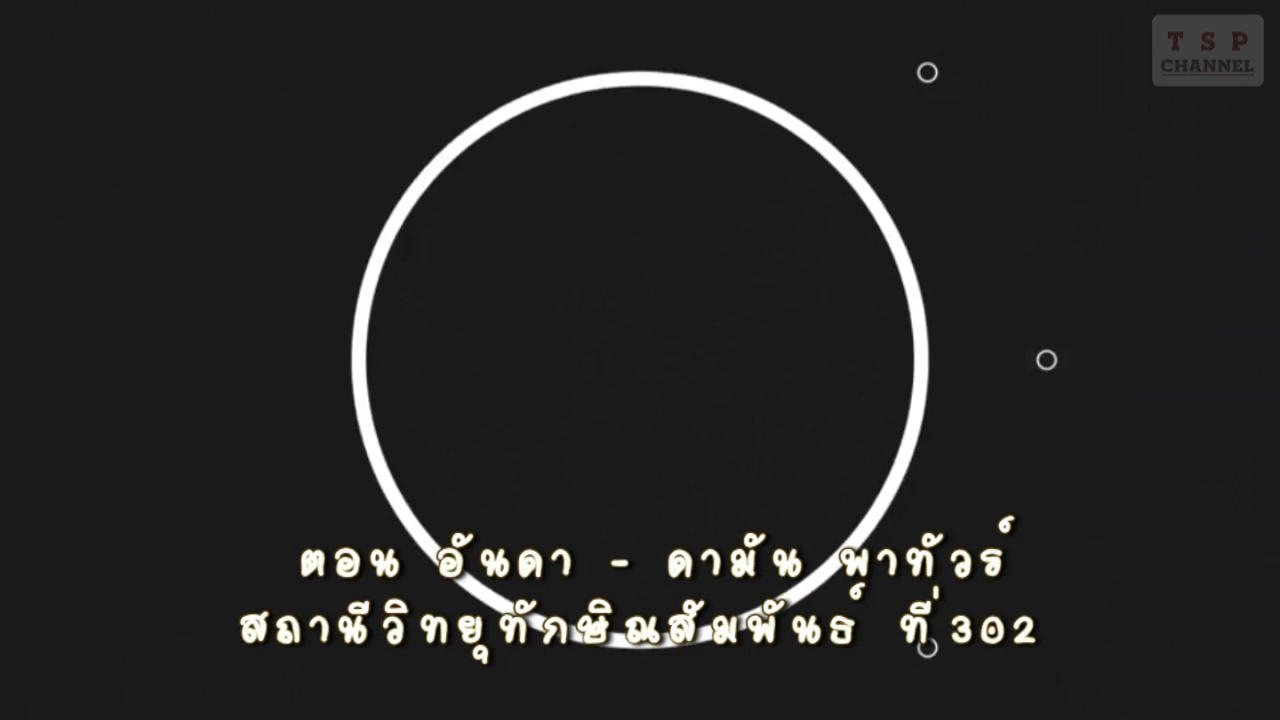 T S P
CHANNEL
ตอน อันดา - ดามัน พาทัวร์
สถานีวิทยุทักษิณสัมพันธ์ ที่ 302